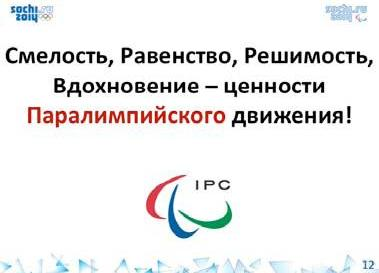 sochi.ru
2014
sochi.ru
2014
Смелость, Равенство, Решимость,
Вдохновение – ценности
Паралимпийского движения!
IPC
12